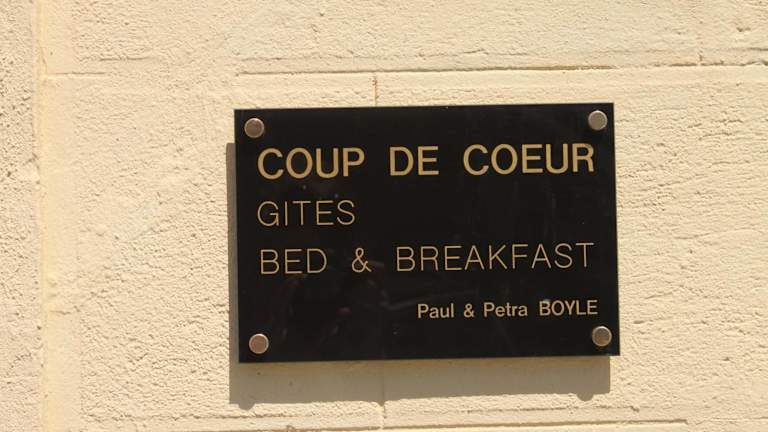 COUP DE COEUR
GITES
BED & BREAKFAST
Paul & Petra BOYLE